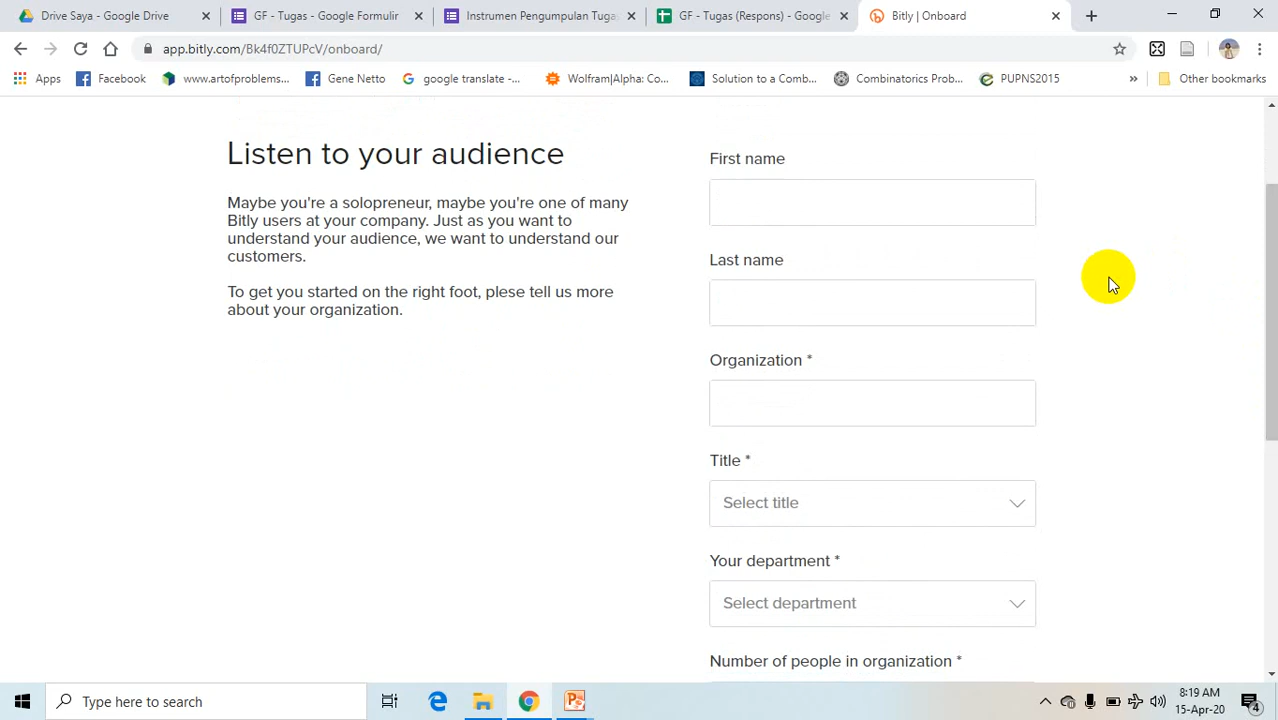 Drive Saya - Google Drive
GF - Tugas - Google Formulir
Instrumen Pengumpulan Tugas
GF - Tugas (Respons) - Google
Bitly | Onboard
app.bitly.com/Bk4f0ZTUPcV/onboard/
Apps
Facebook
www.artofproblems...
Gene Netto
google translate -...
Wolfram|Alpha: Co...
Solution to a Comb...
Combinatorics Prob...
PUPNS2015
Other bookmarks
Listen to your audience
Maybe you're a solopreneur, maybe you're one of many
Bitly users at your company. Just as you want to
understand your audience, we want to understand our
customers.
To get you started on the right foot, plese tell us more
about your organization.
First name
Last name
Organization *
Title *
Select title
Your department *
Select department
Number of people in organization *
Type here to search
8:19 AM
15-Apr-20
4